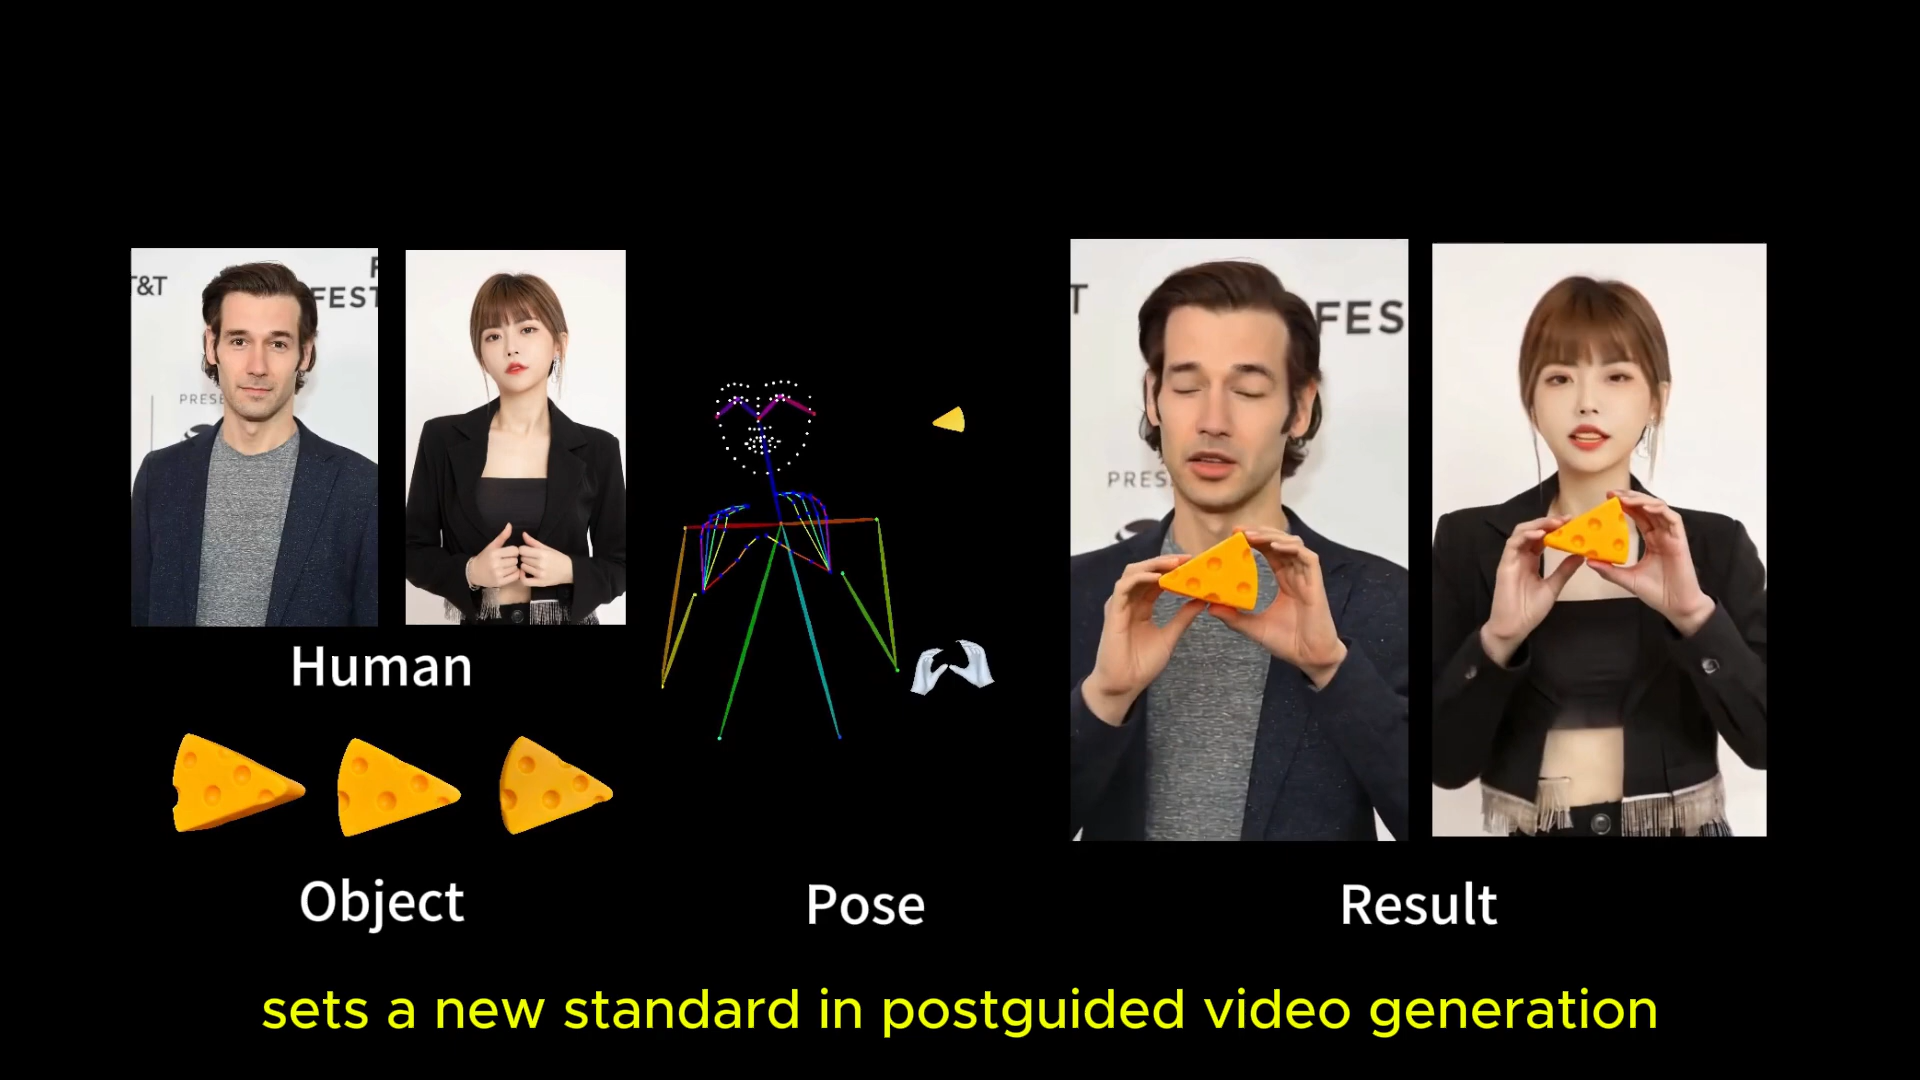 T&T
F
FEST
PRESE
Human
Object
Pose
T
FES
PRES
Result
sets a new standard in postguided video generation